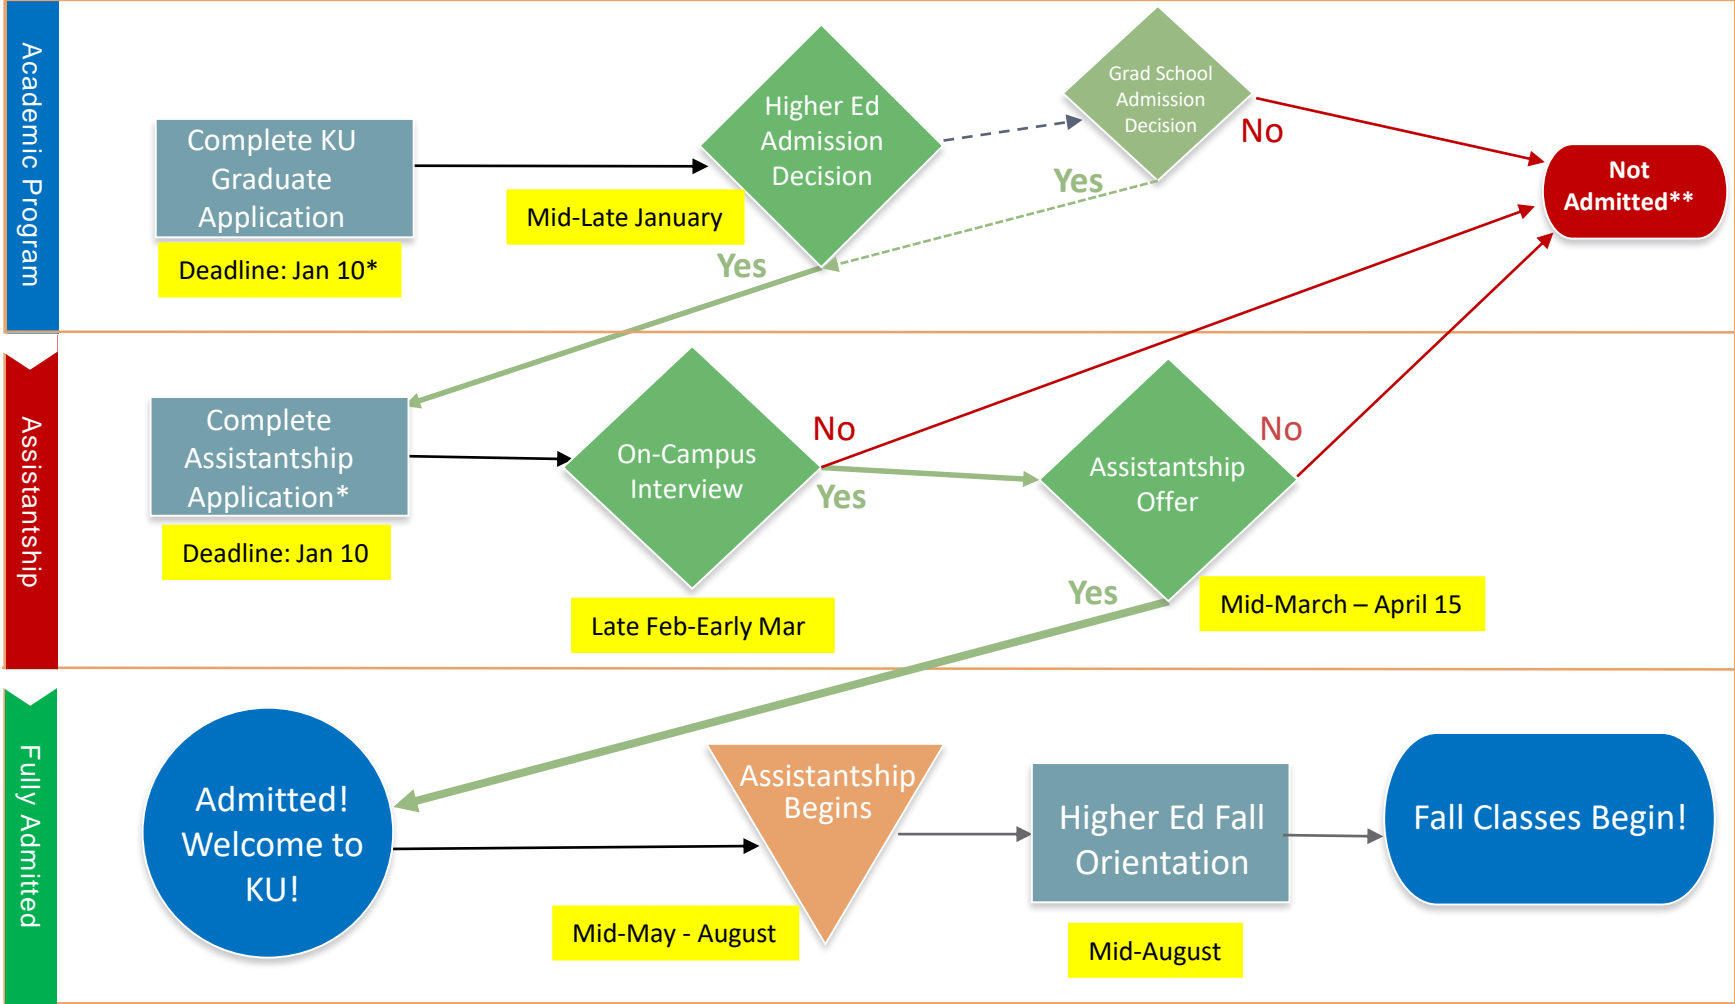 Academic Program
Complete KU
Graduate
Application
Deadline: Jan 10*
Mid-Late January
Higher Ed
Admission
Decision
Yes
Grad School
Admission
Decision
Yes
No
Not
Admitted**
Assistantship
Complete
Assistantship
Application*
Deadline: Jan 10
On-Campus
Interview
Late Feb-Early Mar
No
Yes
Assistantship
Offer
No
Yes
Mid-March – April 15
Fully Admitted
Admitted!
Welcome to
KU!
Assistantship
Begins
Mid-May - August
Higher Ed Fall
Orientation
Mid-August
Fall Classes Begin!